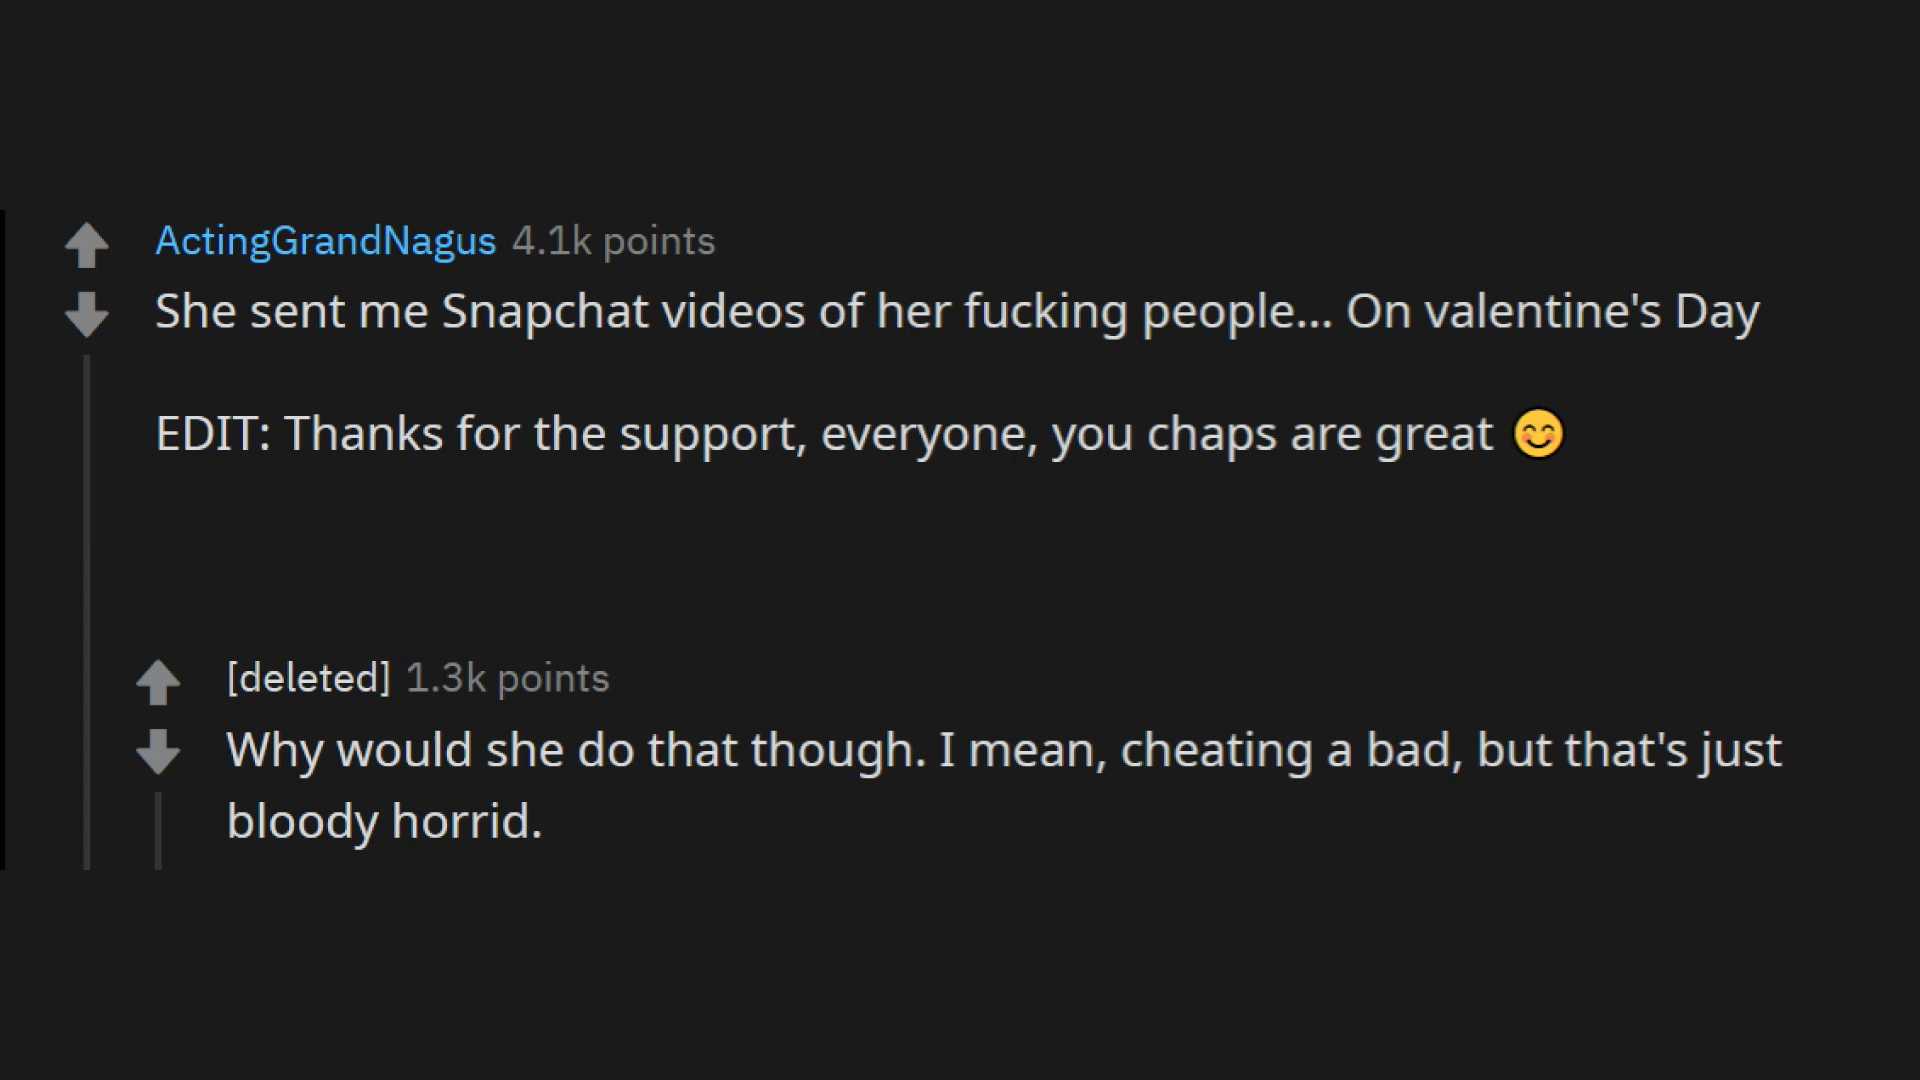 ActingGrandNagus 4.1k points
She sent me Snapchat videos of her fucking people... On valentine's Day
EDIT: Thanks for the support, everyone, you chaps are great 😊
[deleted] 1.3k points
Why would she do that though. I mean, cheating a bad, but that's just
bloody horrid.